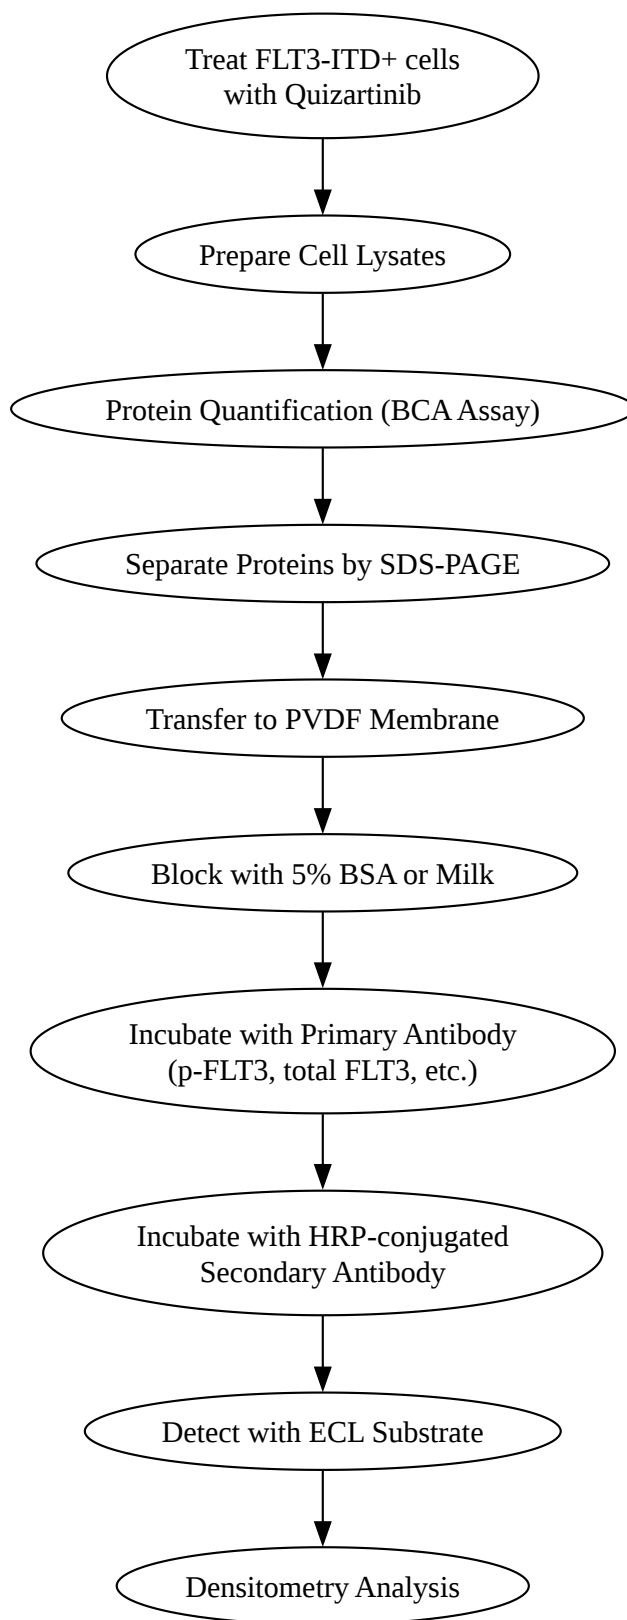 Treat FLT3-ITD+ cells
with Quizartinib
Prepare Cell Lysates
Protein Quantification (BCA Assay)
Separate Proteins by SDS-PAGE
Transfer to PVDF Membrane
Block with 5% BSA or Milk
Incubate with Primary Antibody
(p-FLT3, total FLT3, etc.)
Incubate with HRP-conjugated
Secondary Antibody
Detect with ECL Substrate
Densitometry Analysis